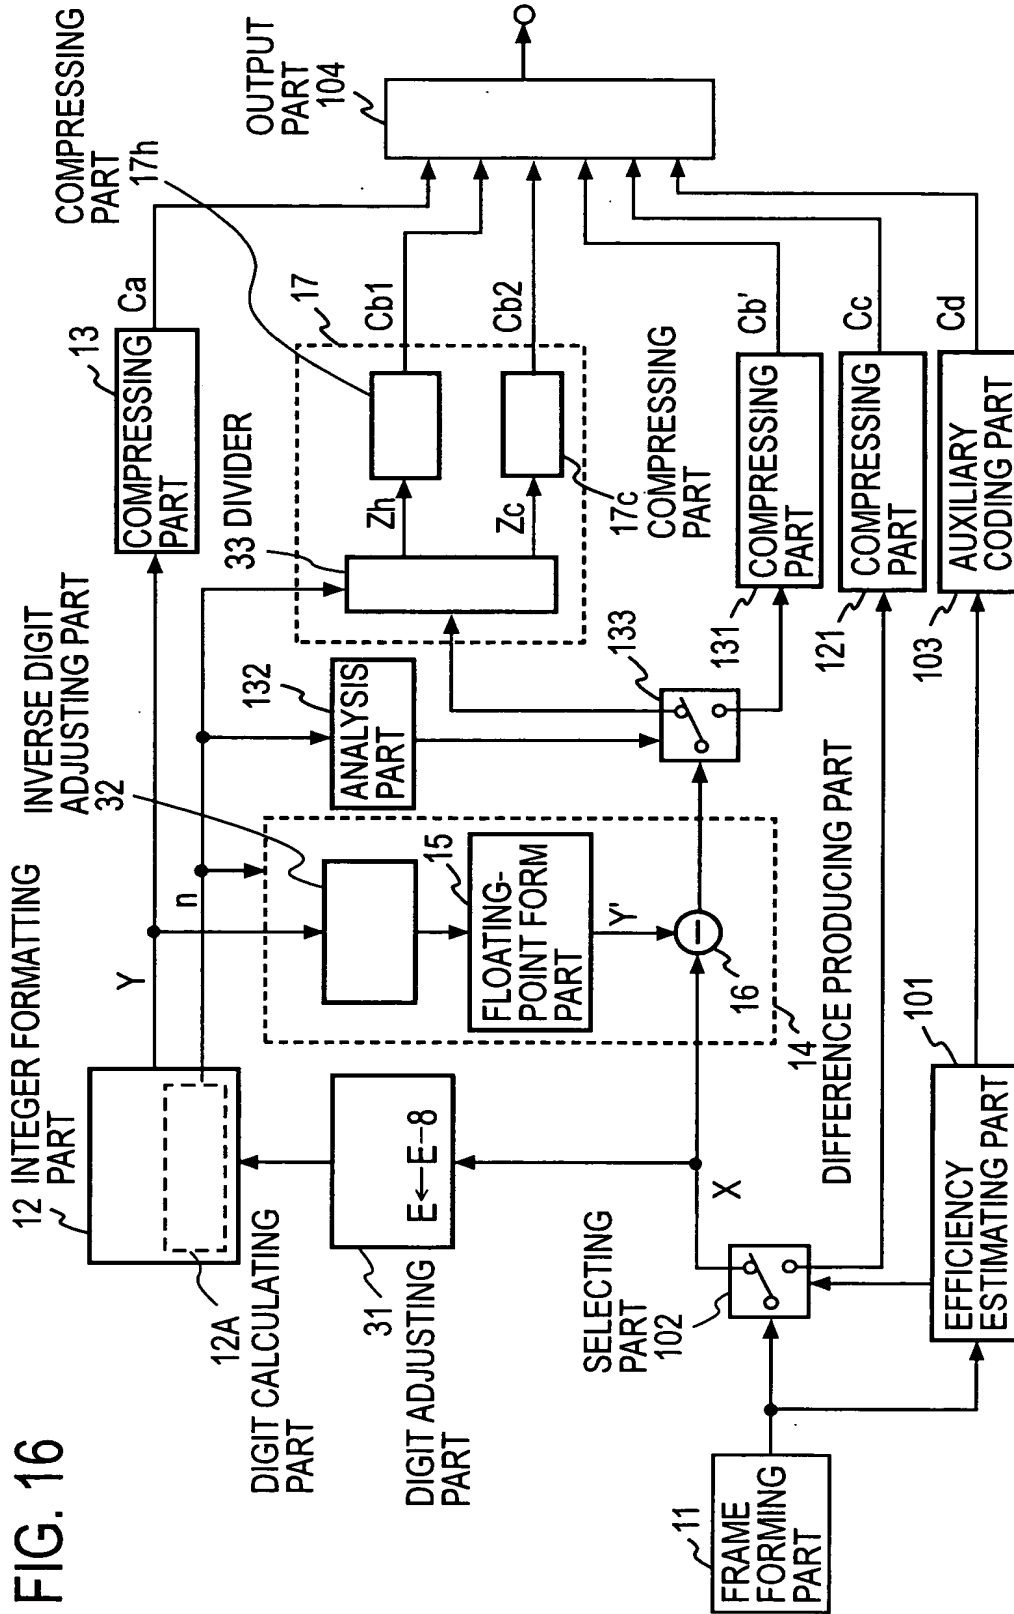 FIG. 16
11
FRAME
FORMING
PART
SELECTING
PART
102
EFFICIENCY
ESTIMATING PART
101
X
12 INTEGER FORMATTING
PART
12A
DIGIT CALCULATING
PART
31
DIGIT ADJUSTING
PART
E←E-8
Y
n
INVERSE DIGIT
ADJUSTING PART
32
15
FLOATING-
POINT FORM
PART
Y'
16
14
DIFFERENCE PRODUCING PART
132
ANALYSIS
PART
133
13
COMPRESSING
PART
Ca
33 DIVIDER
Zh
Zc
17
COMPRESSING
PART
17h
17c COMPRESSING
PART
Cb1
Cb2
131
COMPRESSING
PART
Cb'
121
COMPRESSING
PART
Cc
103
AUXILIARY
CODING PART
Cd
OUTPUT
PART
104